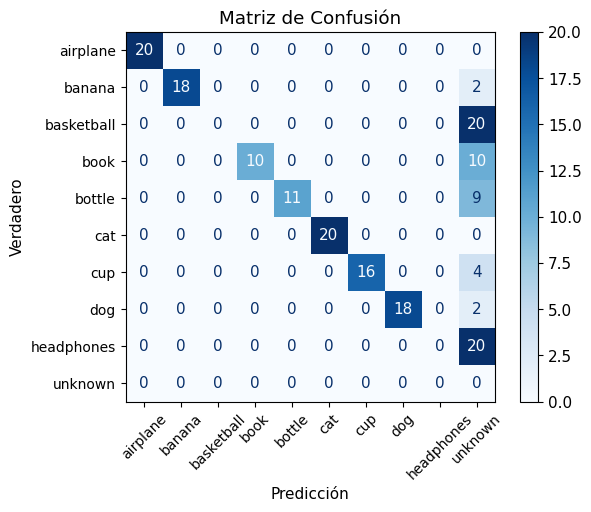 Matriz de Confusión
airplane 20 0 0 0 0 0 0 0 0 0
banana 0 18 0 0 0 0 0 0 0 2
basketball 0 0 0 0 0 0 0 0 0 20
book 0 0 0 10 0 0 0 0 0 10
bottle 0 0 0 0 11 0 0 0 0 9
cat 0 0 0 0 0 20 0 0 0 0
cup 0 0 0 0 0 0 16 0 0 4
dog 0 0 0 0 0 0 0 18 0 2
headphones 0 0 0 0 0 0 0 0 0 20
unknown 0 0 0 0 0 0 0 0 0 0
Verdadero
airplane banana basketball book bottle cat cup dog headphones unknown
Predicción
20.0
17.5
15.0
12.5
10.0
7.5
5.0
2.5
0.0